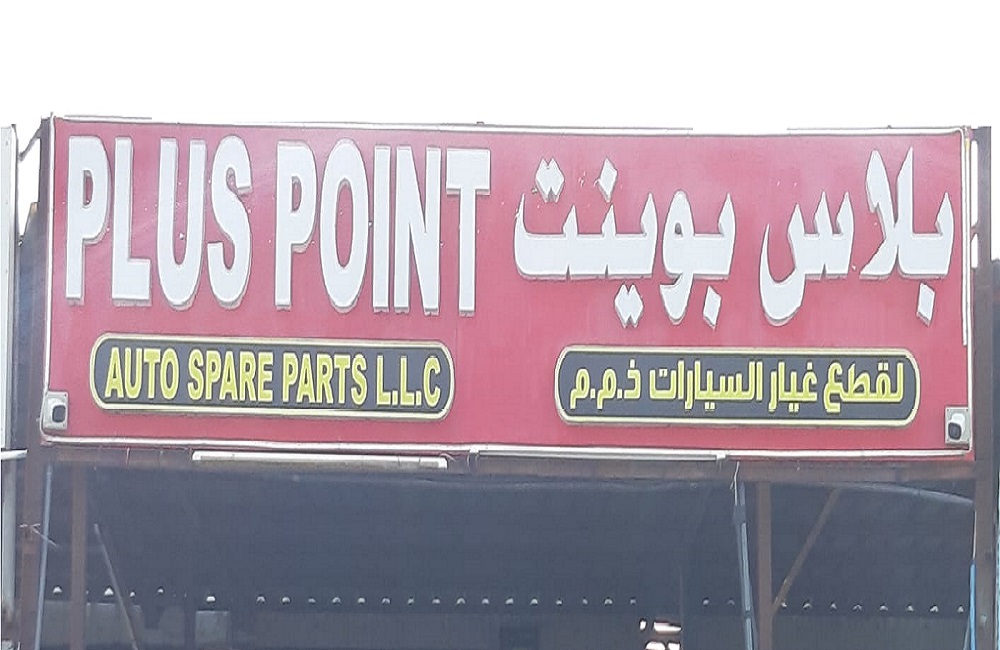 PLUS POINT
بلاس بوينت
AUTO SPARE PARTS L.L.C
لقطع غيار السيارات ذ.م.م